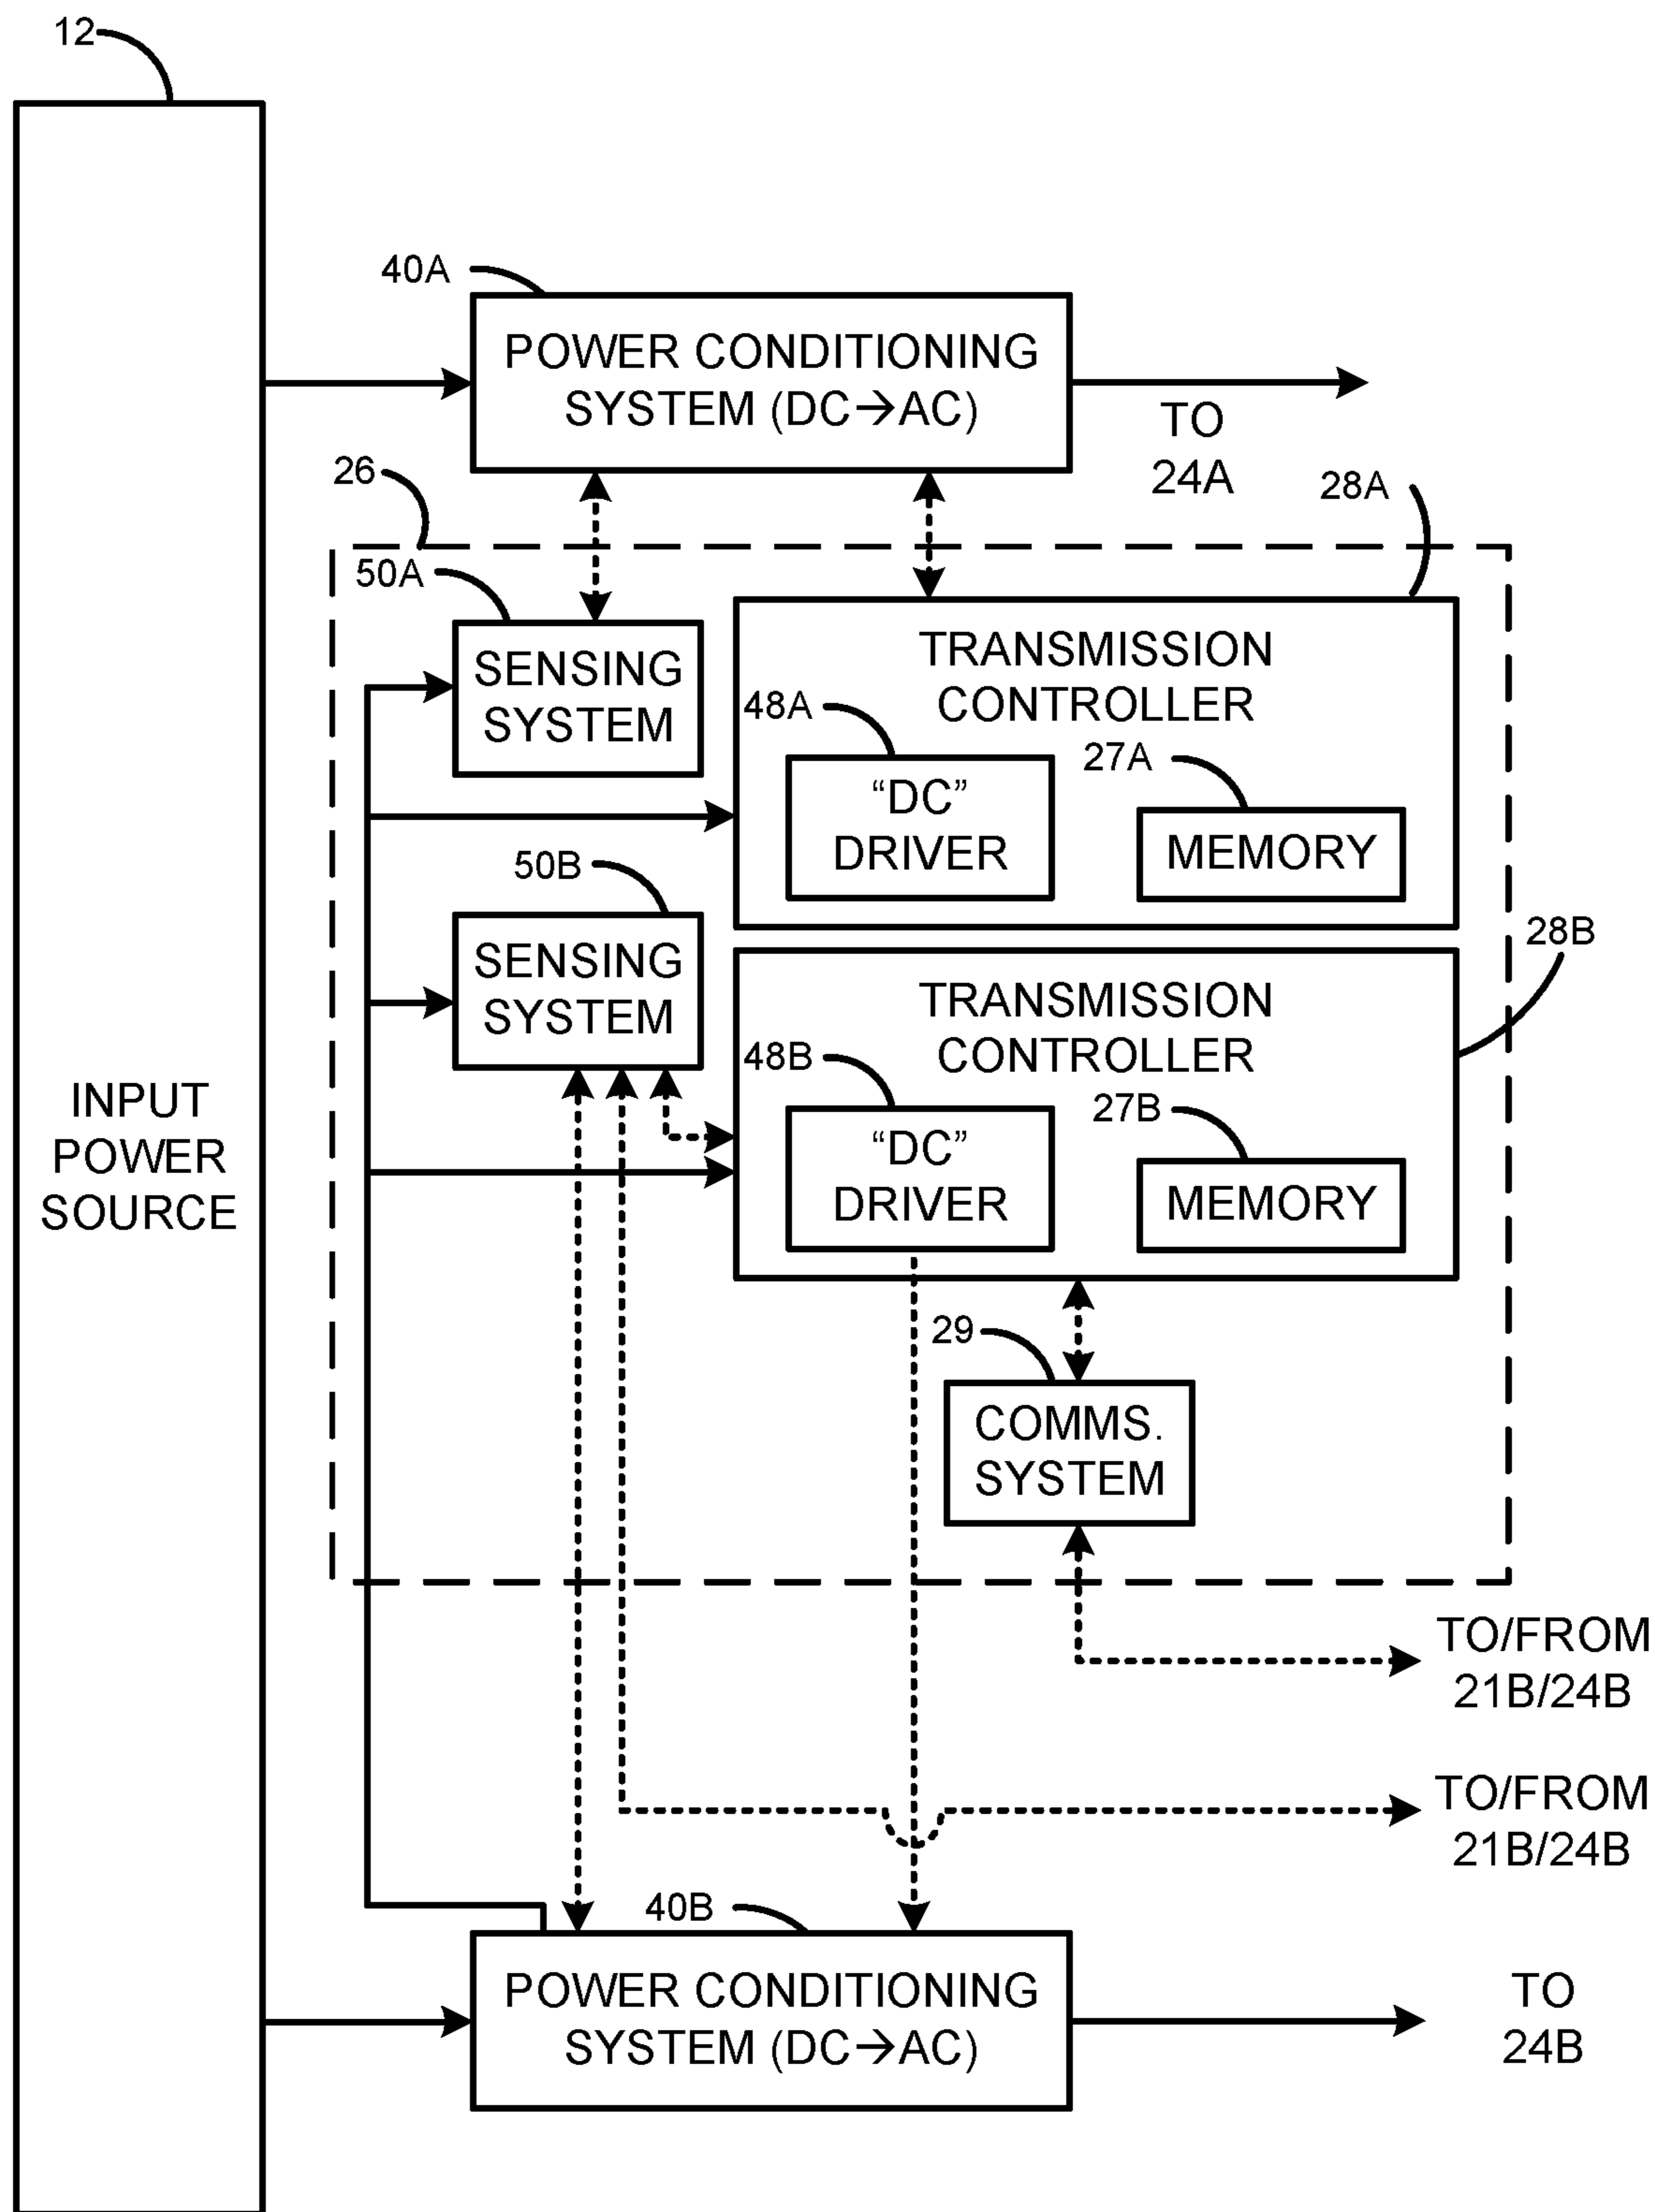 12
40A
POWER CONDITIONING
SYSTEM (DC→AC)
TO
24A
26
28A
50A
SENSING
SYSTEM
TRANSMISSION
CONTROLLER
48A
27A
“DC”
DRIVER
MEMORY
50B
28B
SENSING
SYSTEM
TRANSMISSION
CONTROLLER
48B
27B
“DC”
DRIVER
MEMORY
INPUT
POWER
SOURCE
29
COMMS.
SYSTEM
TO/FROM
21B/24B
TO/FROM
21B/24B
40B
POWER CONDITIONING
SYSTEM (DC→AC)
TO
24B